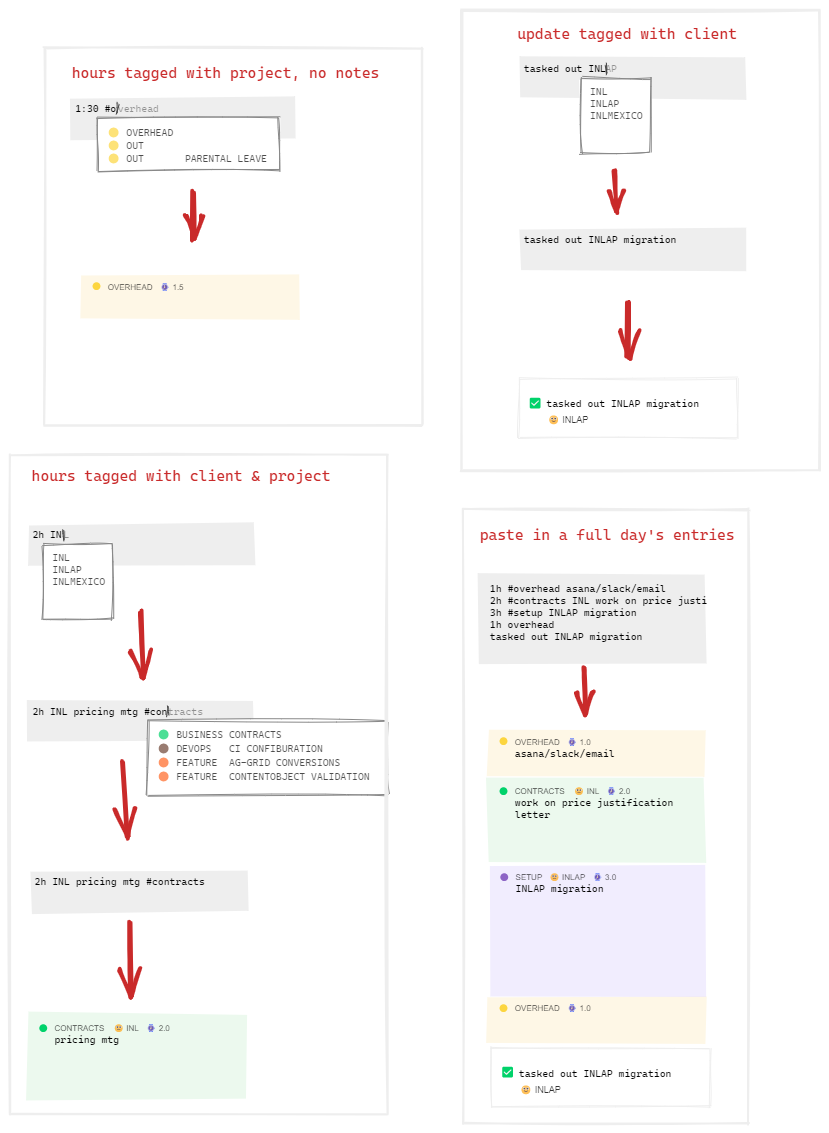 hours tagged with project, no notes
1:30 #overhead
OVERHEAD
OUT
OUT PARENTAL LEAVE
OVERHEAD 1.5
update tagged with client
tasked out INLAP
INL
INLAP
INLMEXICO
tasked out INLAP migration
tasked out INLAP migration
INLAP
hours tagged with client & project
2h INL
INL
INLAP
INLMEXICO
2h INL pricing mtg #contracts
BUSINESS CONTRACTS
DEVOPS CI CONFIBURATION
FEATURE AG-GRID CONVERSIONS
FEATURE CONTENTOBJECT VALIDATION
2h INL pricing mtg #contracts
CONTRACTS INL 2.0
pricing mtg
paste in a full day's entries
1h #overhead asana/slack/email
2h #contracts INL work on price justi
3h #setup INLAP migration
1h overhead
tasked out INLAP migration
OVERHEAD 1.0
asana/slack/email
CONTRACTS INL 2.0
work on price justification
letter
SETUP INLAP 3.0
INLAP migration
OVERHEAD 1.0
tasked out INLAP migration
INLAP